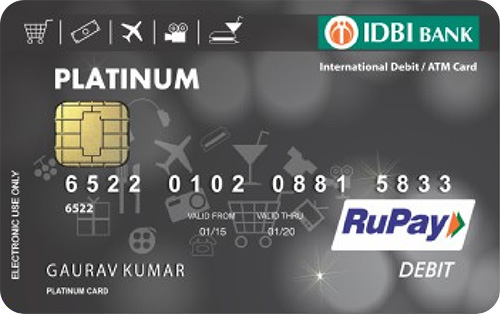 IDBI BANK
International Debit / ATM Card
PLATINUM
ELECTRONIC USE ONLY
6522 0102 0881 5833
6522
VALID FROM VALID THRU
01/15 01/20
RuPay
GAURAV KUMAR
DEBIT
PLATINUM CARD